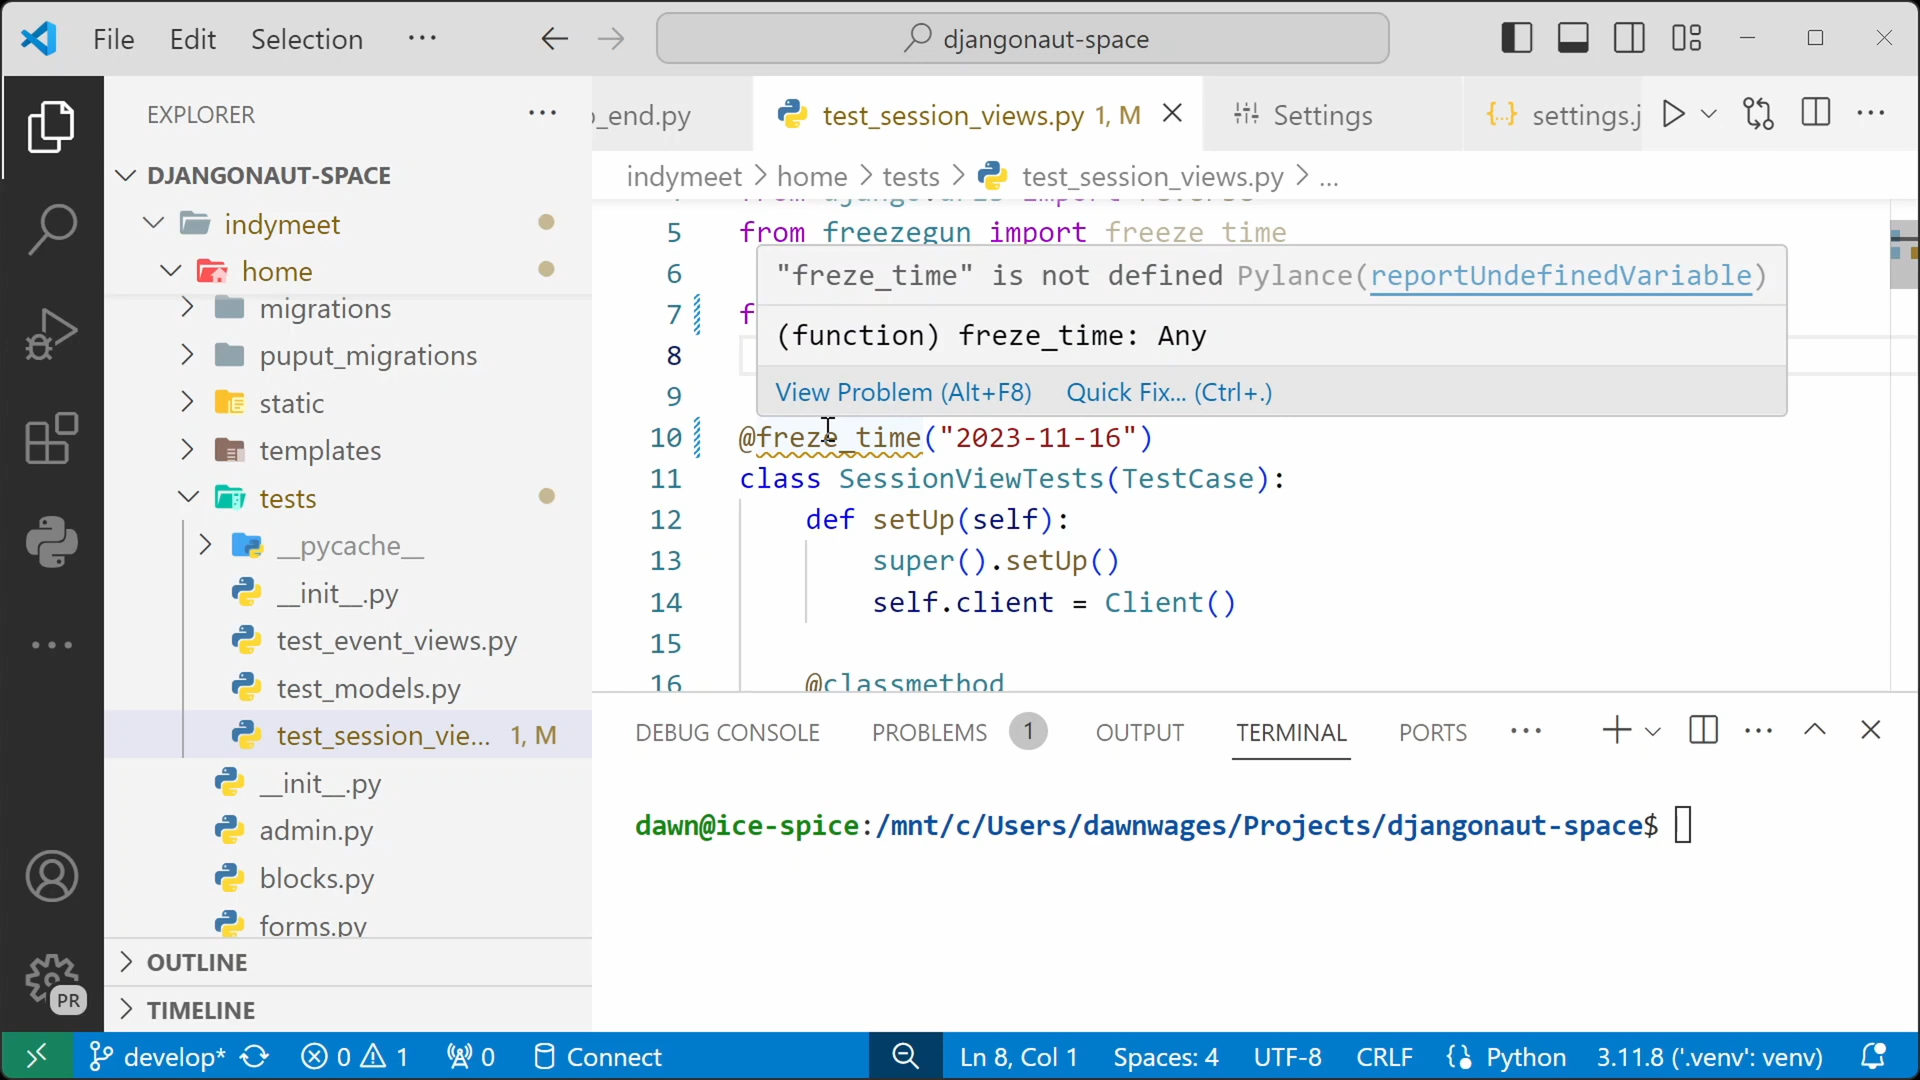 File Edit Selection ··· djangonaut-space
EXPLORER ···
DJANGONAUT-SPACE
indymeet
home
migrations
puput_migrations
static
templates
tests
__pycache__
__init__.py
test_event_views.py
test_models.py
test_session_vie... 1, M
__init__.py
admin.py
blocks.py
forms.py
OUTLINE
TIMELINE
PR
_end.py test_session_views.py 1, M Settings settings.j
indymeet > home > tests > test_session_views.py > ...
5 from freezegun import freeze_time
6
7 f
8
9
"freze_time" is not defined Pylance(reportUndefinedVariable)
(function) freze_time: Any
View Problem (Alt+F8) Quick Fix... (Ctrl+.)
10 @freze_time("2023-11-16")
11 class SessionViewTests(TestCase):
12 def setUp(self):
13 super().setUp()
14 self.client = Client()
15
16 @classmethod
DEBUG CONSOLE PROBLEMS 1 OUTPUT TERMINAL PORTS ···
dawn@ice-spice:/mnt/c/Users/dawnwages/Projects/djangonaut-space$
develop* 0 1 0 Connect Ln 8, Col 1 Spaces: 4 UTF-8 CRLF Python 3.11.8 ('.venv': venv)